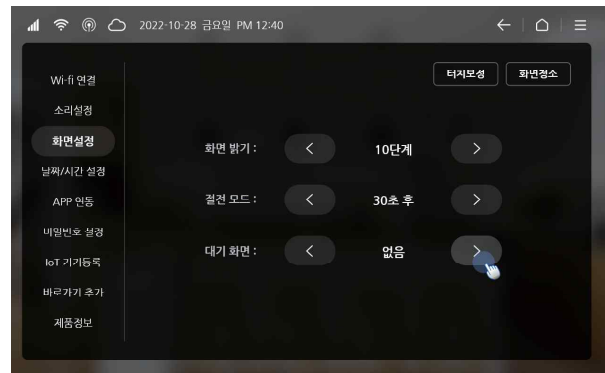 2022-10-28 금요일 PM 12:40
터치보정
화면청소
Wi-fi 연결
소리설정
화면설정
날짜/시간 설정
APP 연동
비밀번호 설정
IoT 기기등록
바로가기 추가
제품정보
화면 밝기 : 10단계
절전 모드 : 30초 후
대기 화면 : 없음